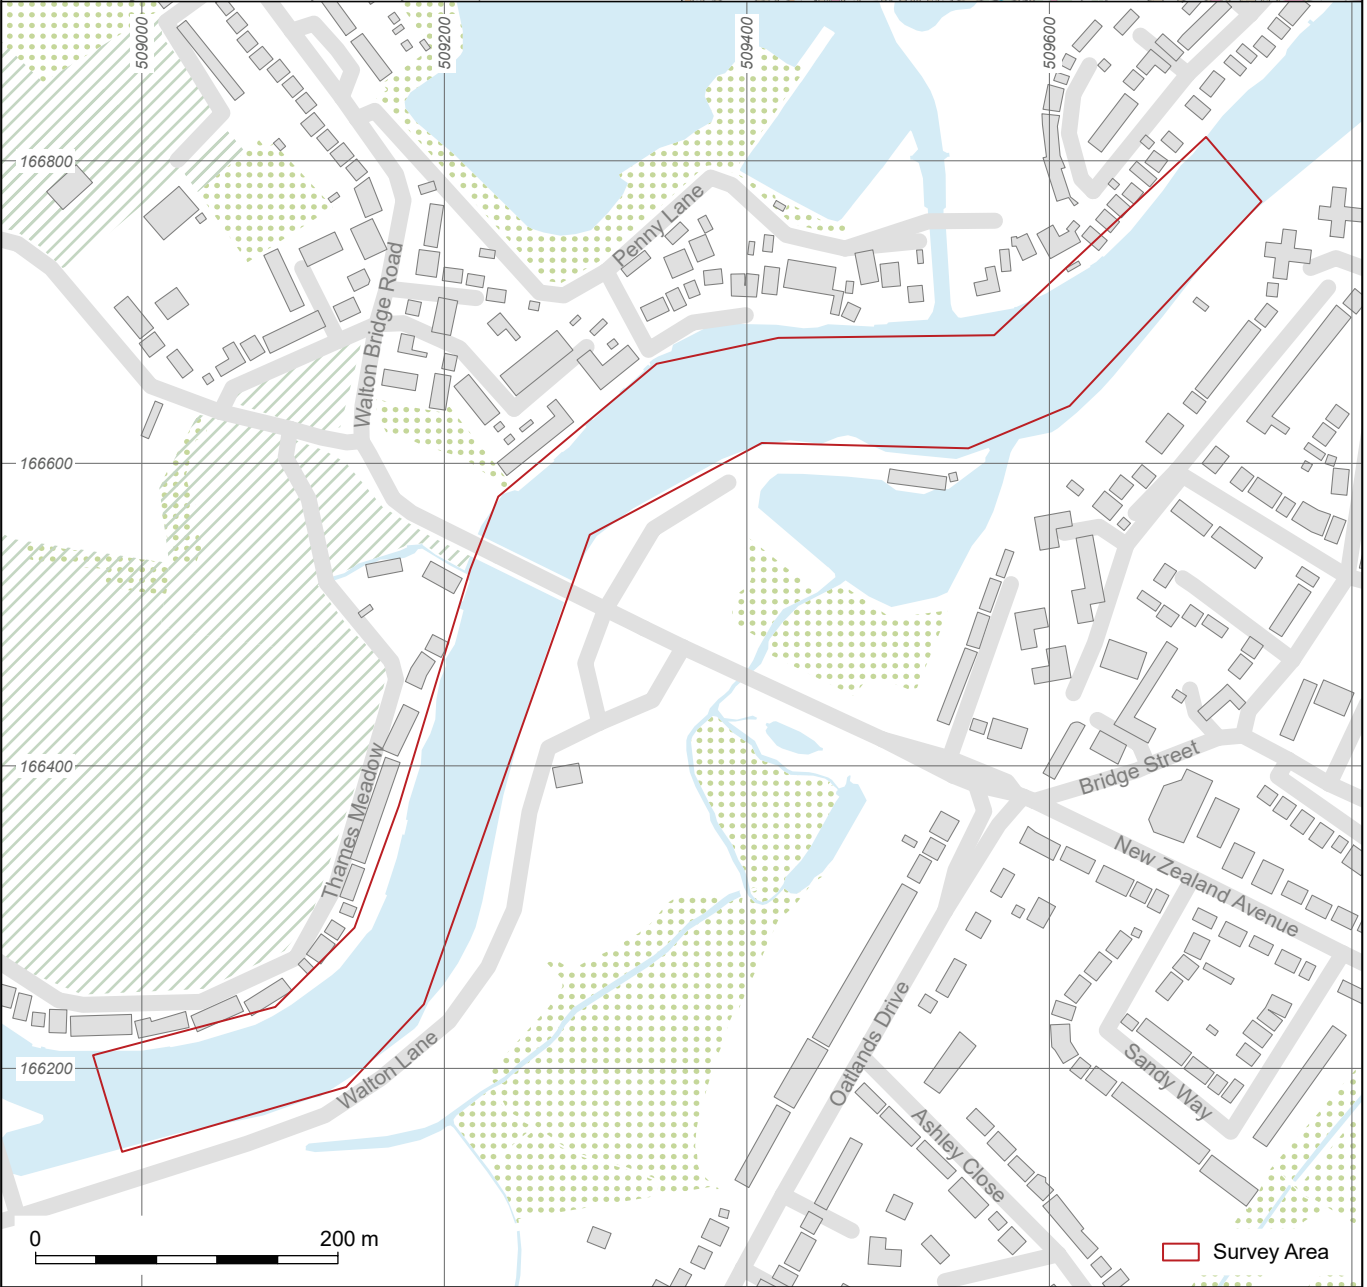 509000
509200
509400
509600
166800
Penny Lane
Walton Bridge Road
166600
Thames Meadow
166400
Bridge Street
New Zealand Avenue
Oatlands Drive
Walton Lane
166200
Sandy Way
Ashley Close
0
200 m
Survey Area